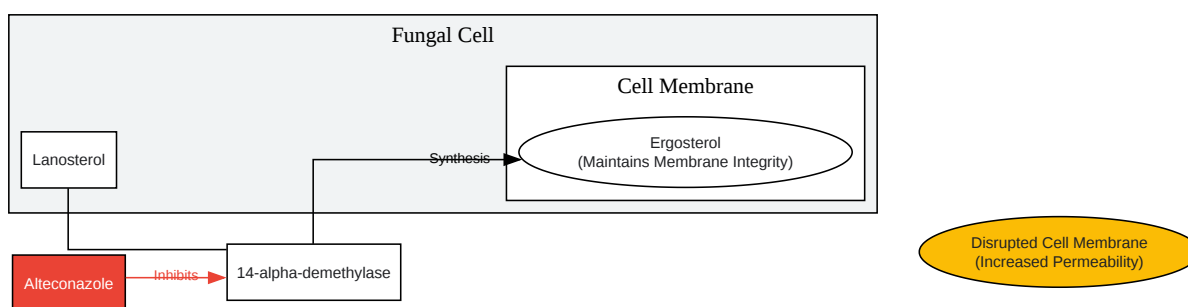 Fungal Cell
Cell Membrane
Ergosterol
(Maintains Membrane Integrity)
Lanosterol
Synthesis
14-alpha-demethylase
Alteconazole
Inhibits
Disrupted Cell Membrane
(Increased Permeability)